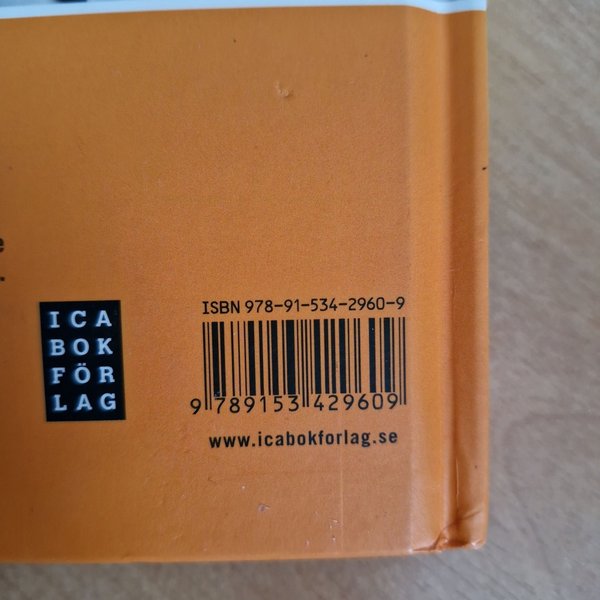 ISBN 978-91-534-2960-9
ICA
BOK
FÖR
LAG
9 789153 429609
www.icabokforlag.se